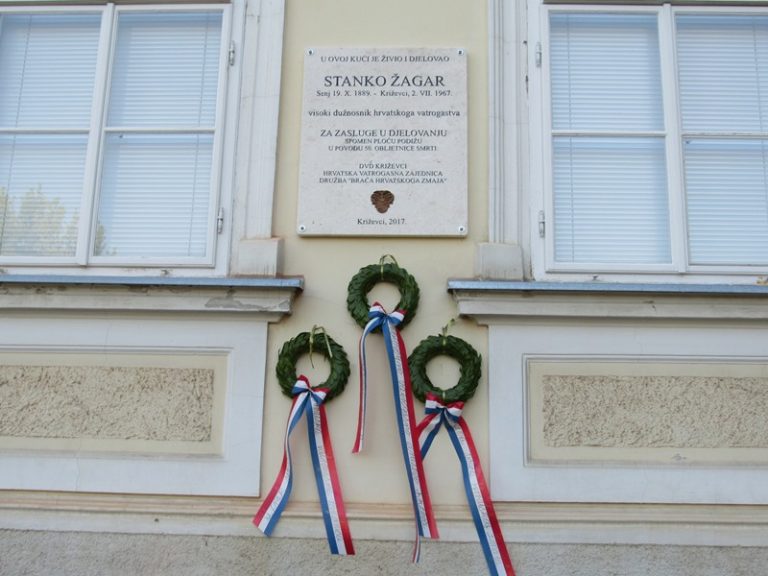 U OVOJ KUĆI JE ŽIVIO I DJELOVAO
STANKO ŽAGAR
Senj 19. X. 1889. - Križevci, 2. VII. 1967.
visoki dužnosnik hrvatskoga vatrogastva
ZA ZASLUGE U DJELOVANJU
SPOMEN PLOČU PODIŽU
U POVODU 50. OBLJETNICE SMRTI
DVD KRIŽEVCI
HRVATSKA VATROGASNA ZAJEDNICA
DRUŽBA "BRAĆA HRVATSKOGA ZMAJA"
Križevci, 2017.